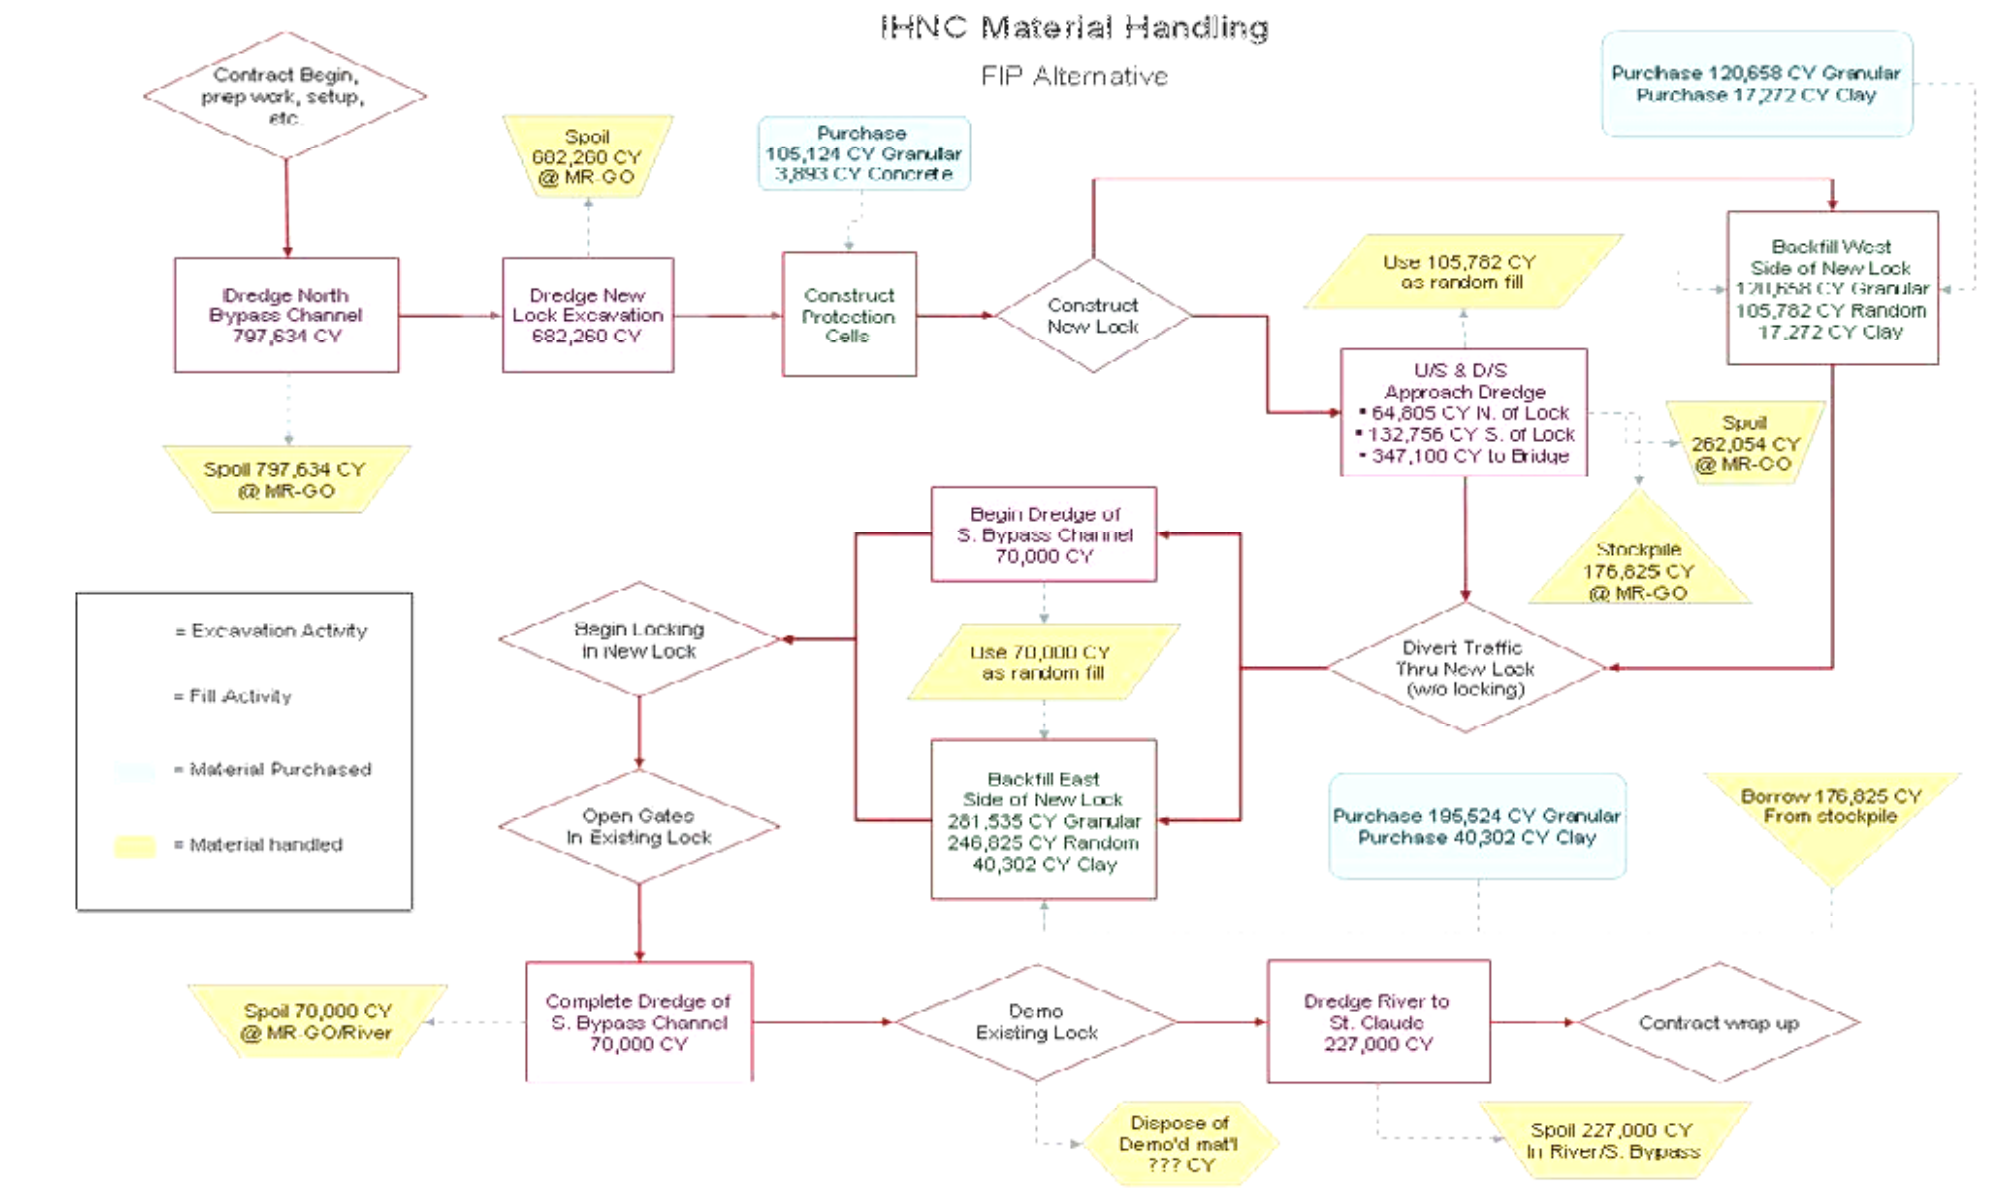 IHNC Material Handling
FIP Alternative
Contract Begin,
prep work, setup,
etc.
Spoil
682,260 CY
@ MR-GO
Purchase
105,124 CY Granular
3,893 CY Concrete
Purchase 120,658 CY Granular
Purchase 17,272 CY Clay
Dredge North
Bypass Channel
797,634 CY
Dredge New
Lock Excavation
682,260 CY
Construct
Protection
Cells
Construct
New Lock
Use 105,782 CY
as random fill
Backfill West
Side of New Lock
120,658 CY Granular
105,782 CY Random
17,272 CY Clay
U/S & D/S
Approach Dredge
▪ 64,805 CY N. of Lock
▪ 132,756 CY S. of Lock
▪ 347,100 CY to Bridge
Spoil
262,054 CY
@ MR-GO
Spoil 797,634 CY
@ MR-GO
Stockpile
176,825 CY
@ MR-GO
Begin Dredge of
S. Bypass Channel
70,000 CY
Begin Locking
in New Lock
Use 70,000 CY
as random fill
Divert Traffic
Thru New Lock
(w/o locking)
= Excavation Activity
= Fill Activity
= Material Purchased
= Material handled
Open Gates
In Existing Lock
Backfill East
Side of New Lock
281,535 CY Granular
246,825 CY Random
40,302 CY Clay
Purchase 195,524 CY Granular
Purchase 40,302 CY Clay
Borrow 176,825 CY
From stockpile
Spoil 70,000 CY
@ MR-GO/River
Complete Dredge of
S. Bypass Channel
70,000 CY
Demo
Existing Lock
Dredge River to
St. Claude
227,000 CY
Contract wrap up
Dispose of
Demo'd mat'l
??? CY
Spoil 227,000 CY
In River/S. Bypass